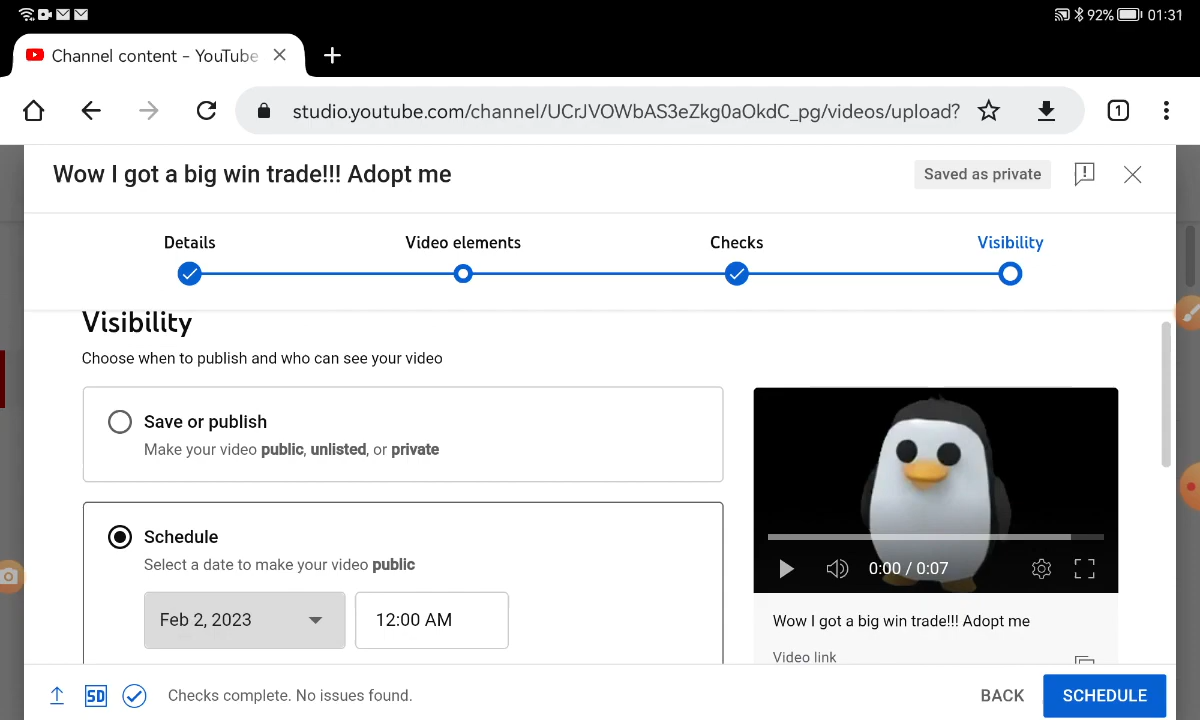 92% 01:31
Channel content - YouTube
studio.youtube.com/channel/UCrJVOWbAS3eZkg0aOkdC_pg/videos/upload? 1
Wow I got a big win trade!!! Adopt me Saved as private
Details Video elements Checks Visibility
Visibility
Choose when to publish and who can see your video
Save or publish
Make your video public, unlisted, or private
Schedule
Select a date to make your video public
Feb 2, 2023 12:00 AM
0:00 / 0:07
Wow I got a big win trade!!! Adopt me
Video link
SD Checks complete. No issues found. BACK SCHEDULE